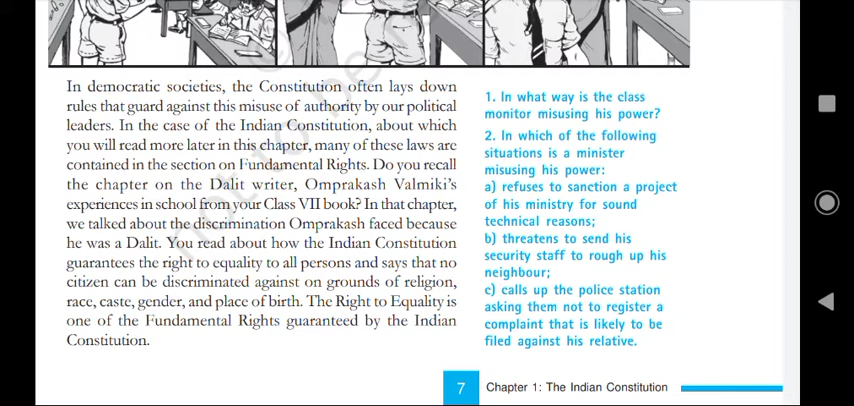 In democratic societies, the Constitution often lays down
rules that guard against this misuse of authority by our political
leaders. In the case of the Indian Constitution, about which
you will read more later in this chapter, many of these laws are
contained in the section on Fundamental Rights. Do you recall
the chapter on the Dalit writer, Omprakash Valmiki's
experiences in school from your Class VII book? In that chapter,
we talked about the discrimination Omprakash faced because
he was a Dalit. You read about how the Indian Constitution
guarantees the right to equality to all persons and says that no
citizen can be discriminated against on grounds of religion,
race, caste, gender, and place of birth. The Right to Equality is
one of the Fundamental Rights guaranteed by the Indian
Constitution.
1. In what way is the class
monitor misusing his power?
2. In which of the following
situations is a minister
misusing his power:
a) refuses to sanction a project
of his ministry for sound
technical reasons;
b) threatens to send his
security staff to rough up his
neighbour;
c) calls up the police station
asking them not to register a
complaint that is likely to be
filed against his relative.
7 Chapter 1: The Indian Constitution
not to be